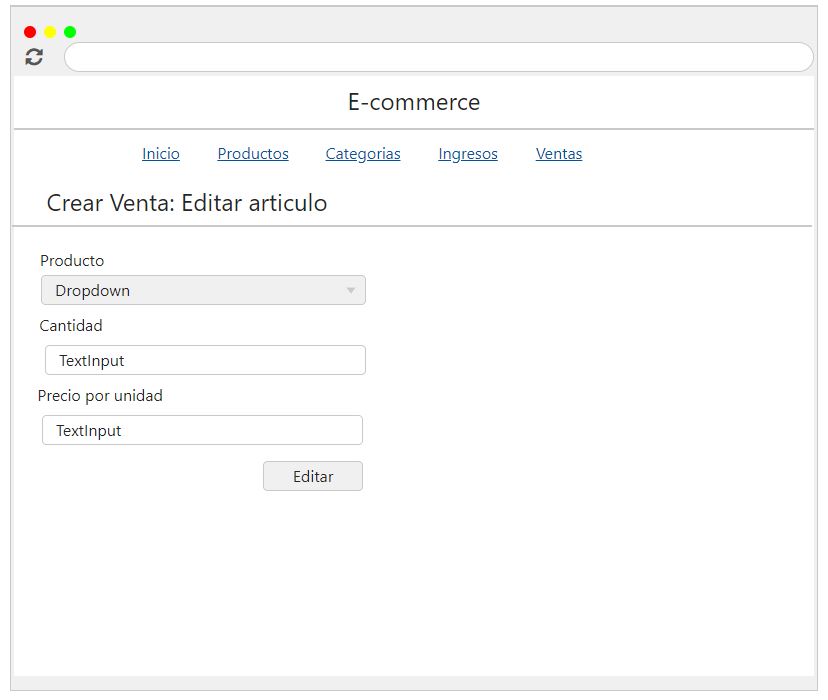 E-commerce
Inicio Productos Categorias Ingresos Ventas
Crear Venta: Editar articulo
Producto
Dropdown
Cantidad
TextInput
Precio por unidad
TextInput
Editar